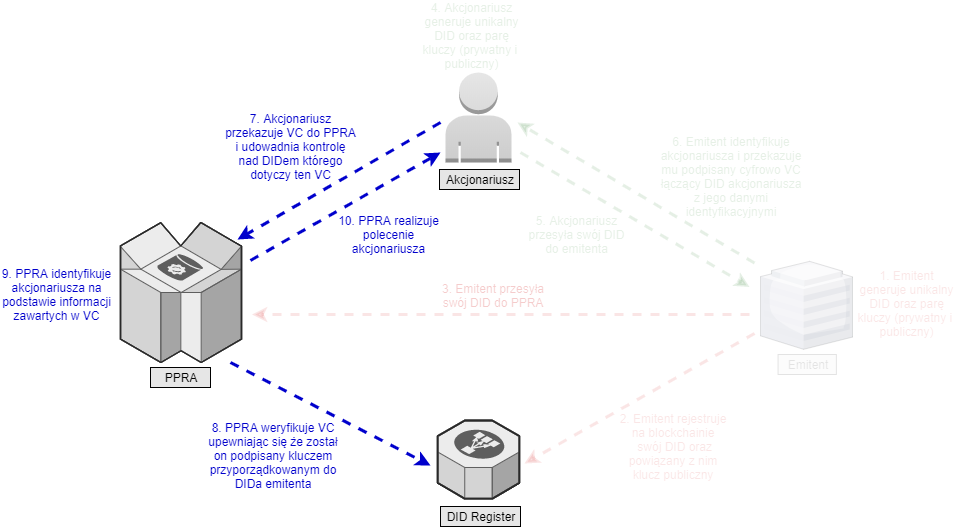 4. Akcjonariusz
generuje unikalny
DID oraz parę
kluczy (prywatny i
publiczny)
7. Akcjonariusz
przekazuje VC do PPRA
i udowadnia kontrolę
nad DIDem którego
dotyczy ten VC
6. Emitent identyfikuje
akcjonariusza i przekazuje
mu podpisany cyfrowo VC
łączący DID akcjonariusza
z jego danymi
identyfikacyjnymi
Akcjonariusz
10. PPRA realizuje
polecenie
akcjonariusza
5. Akcjonariusz
przesyła swój DID
do emitenta
9. PPRA identyfikuje
akcjonariusza na
podstawie informacji
zawartych w VC
3. Emitent przesyła
swój DID do PPRA
1. Emitent
generuje unikalny
DID oraz parę
kluczy (prywatny i
publiczny)
PPRA
Emitent
8. PPRA weryfikuje VC
upewniając się że został
on podpisany kluczem
przyporządkowanym do
DIDa emitenta
2. Emitent rejestruje
na blockchainie
swój DID oraz
powiązany z nim
klucz publiczny
DID Register